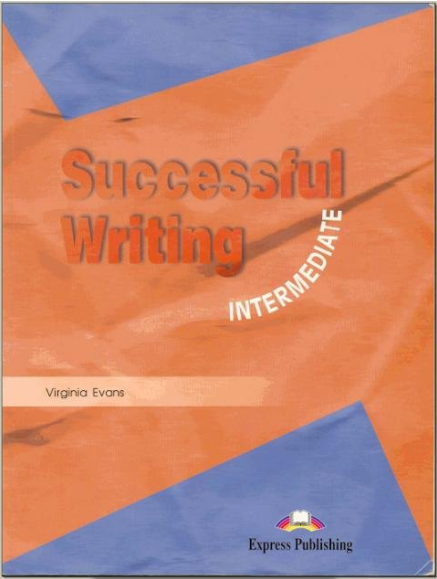 Successful
Writing
INTERMEDIATE
Virginia Evans
Express Publishing